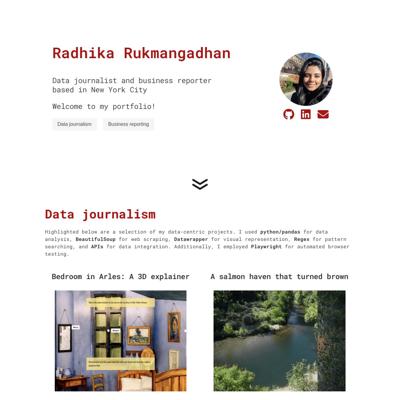 Radhika Rukmangadhan
Data journalist and business reporter
based in New York City
Welcome to my portfolio!
Data journalism
Business reporting
Data journalism
Highlighted below are a selection of my data-centric projects. I used python/pandas for data
analysis, BeautifulSoup for web scraping, Datawrapper for visual representation, Regex for pattern
searching, and APIs for data integration. Additionally, I employed Playwright for automated browser
testing.
Bedroom in Arles: A 3D explainer
A salmon haven that turned brown